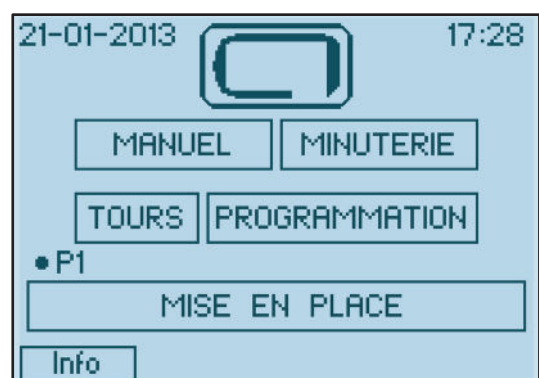 21-01-2013 17:28
MANUEL MINUTERIE
TOURS PROGRAMMATION
• P1
MISE EN PLACE
Info